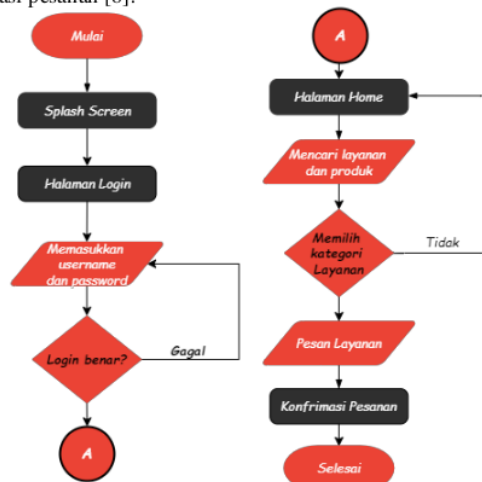 asi pesanan [8].
Mulai
Splash Screen
Halaman Login
Memasukkan
username
dan password
Login benar?
Gagal
A
A
Halaman Home
Mencari layanan
dan produk
Memilih
kategori
Layanan
Tidak
Pesan Layanan
Konfrimasi Pesanan
Selesai